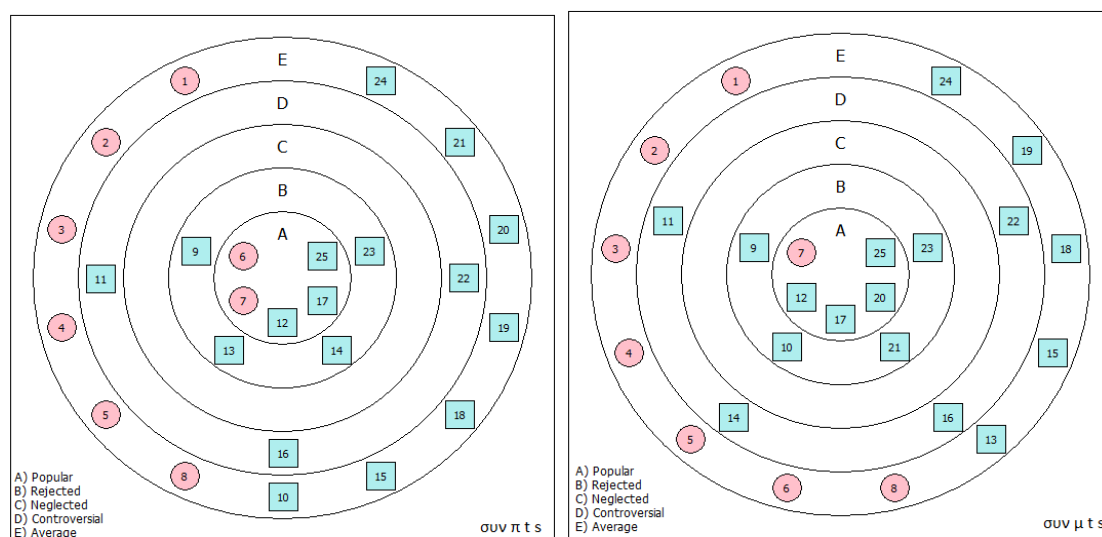 E
1
24
D
2
21
C
B
3
20
A
9
6
25
23
11
22
7
17
12
4
19
13
14
5
18
16
8
15
10
A) Popular
B) Rejected
C) Neglected
D) Controversial
E) Average
συν π t s
E
1
24
D
2
19
C
B
11
22
A
3
9
7
25
23
18
12
20
17
10
21
4
15
14
16
5
13
6
8
A) Popular
B) Rejected
C) Neglected
D) Controversial
E) Average
συν μ t s